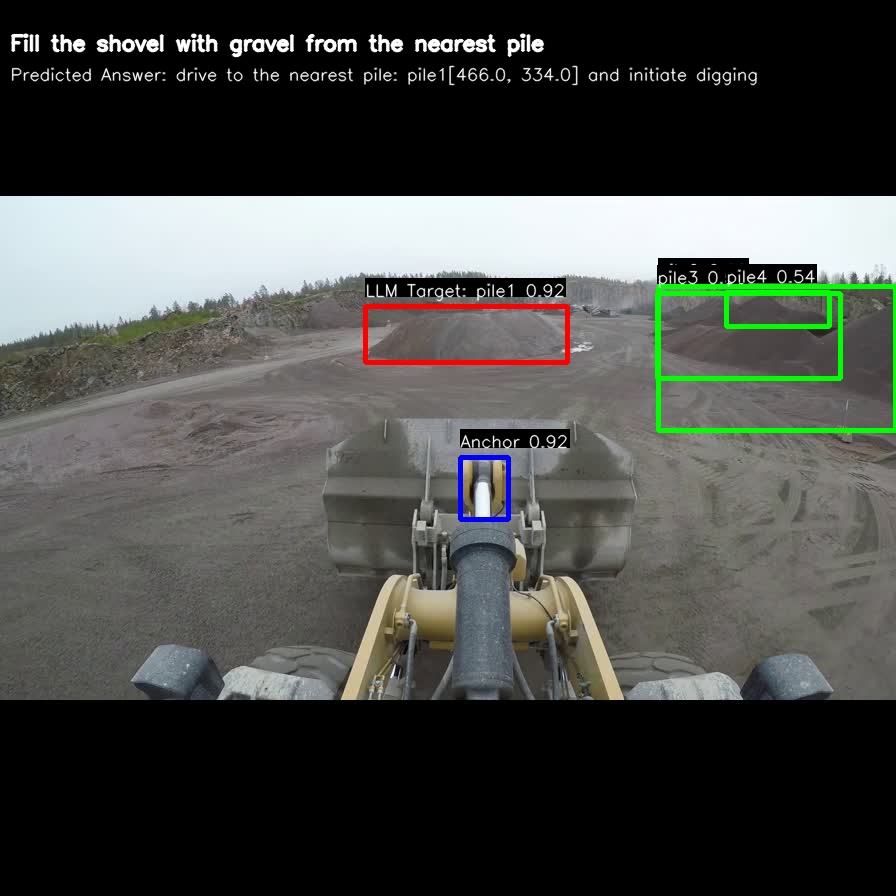 Fill the shovel with gravel from the nearest pile
Predicted Answer: drive to the nearest pile: pile1[466.0, 334.0] and initiate digging
pile3 0.
pile4 0.54
LLM Target: pile1 0.92
Anchor 0.92